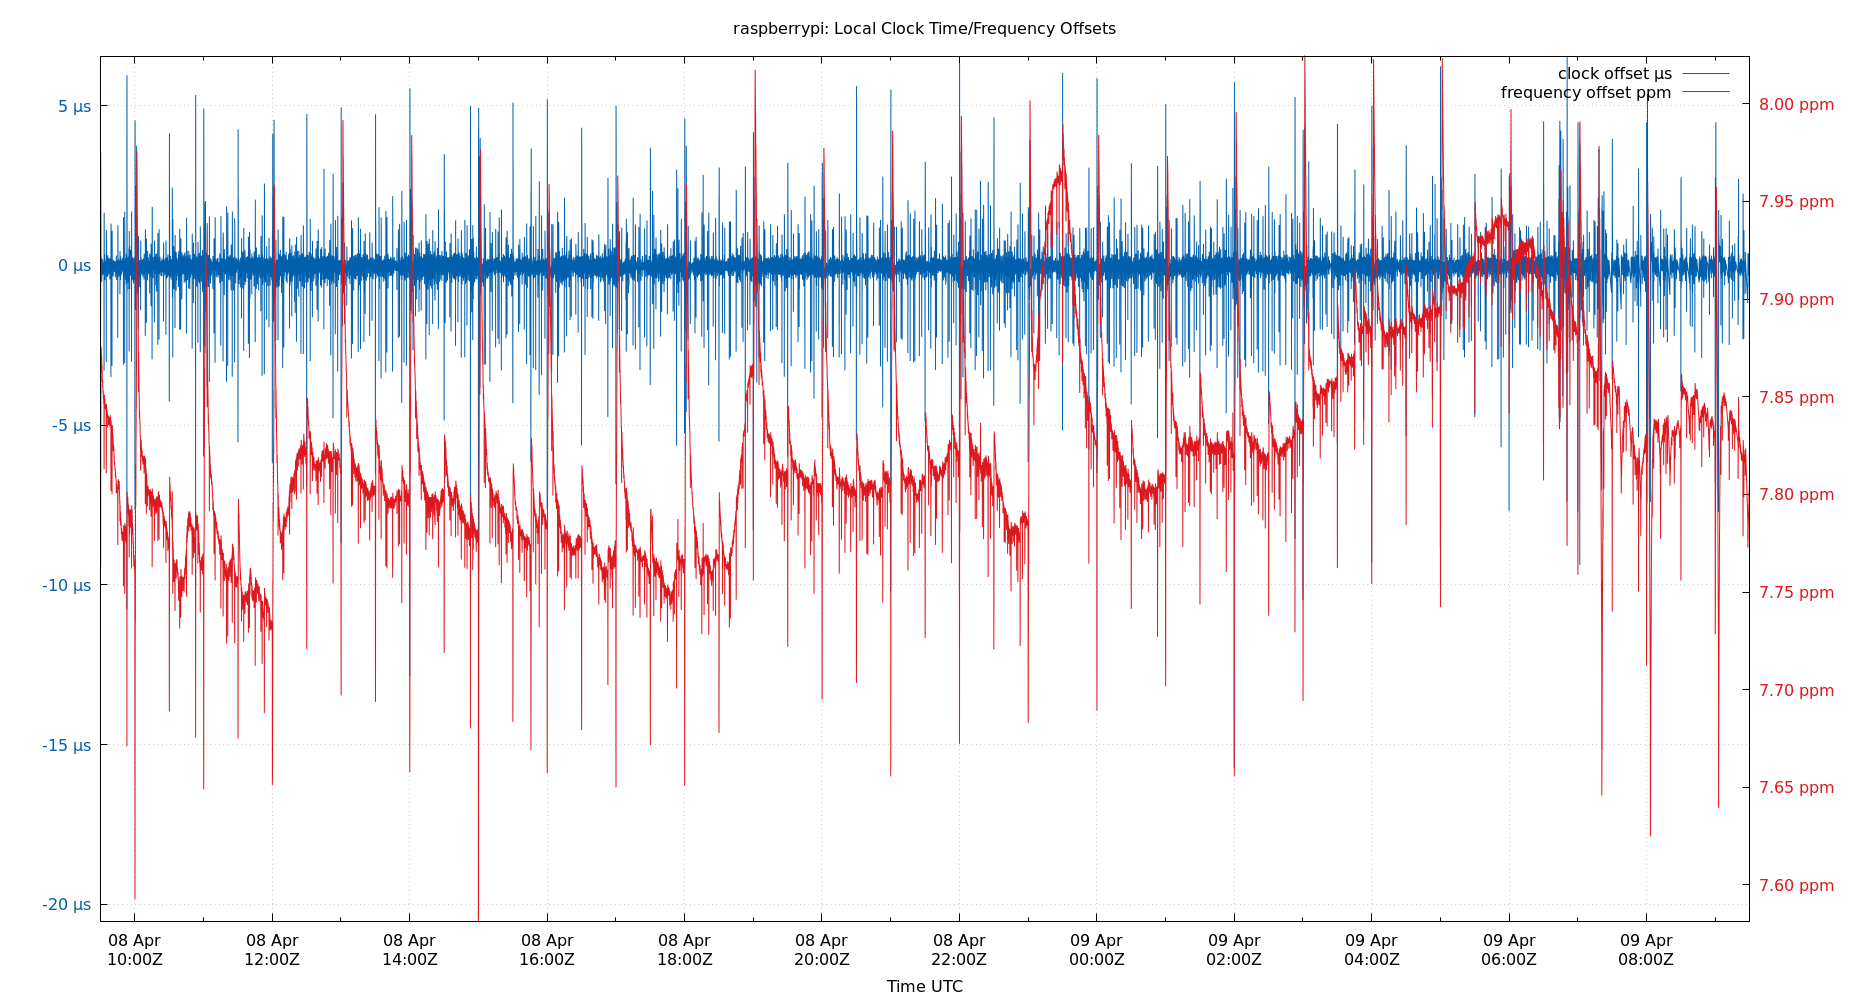 raspberrypi: Local Clock Time/Frequency Offsets
clock offset µs
frequency offset ppm
5 µs
0 µs
-5 µs
-10 µs
-15 µs
-20 µs
8.00 ppm
7.95 ppm
7.90 ppm
7.85 ppm
7.80 ppm
7.75 ppm
7.70 ppm
7.65 ppm
7.60 ppm
08 Apr 08 Apr 08 Apr 08 Apr 08 Apr 08 Apr 08 Apr 09 Apr 09 Apr 09 Apr 09 Apr 09 Apr
10:00Z 12:00Z 14:00Z 16:00Z 18:00Z 20:00Z 22:00Z 00:00Z 02:00Z 04:00Z 06:00Z 08:00Z
Time UTC